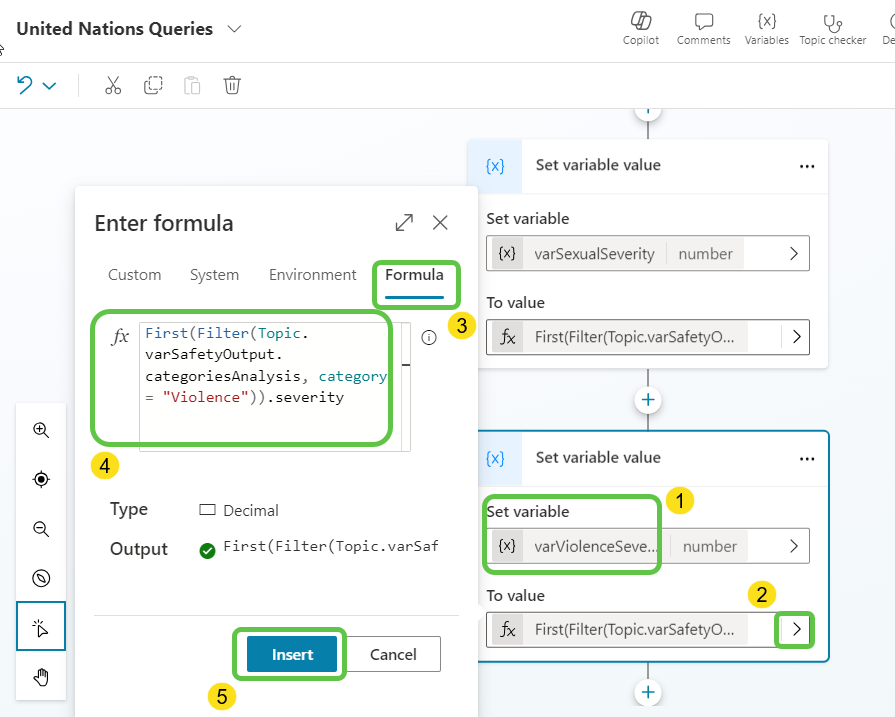 United Nations Queries
Copilot
Comments
{x}
Variables
Topic checker
De
{x} Set variable value ...
Set variable
{x} varSexualSeverity number
To value
fx First(Filter(Topic.varSafetyO...
Enter formula
Custom System Environment Formula
3
fx First(Filter(Topic.
varSafetyOutput.
categoriesAnalysis, category
= "Violence")).severity
4
Type Decimal
Output First(Filter(Topic.varSaf
Insert Cancel
5
{x} Set variable value ...
1
Set variable
{x} varViolenceSeve... number
2
To value
fx First(Filter(Topic.varSafetyO...